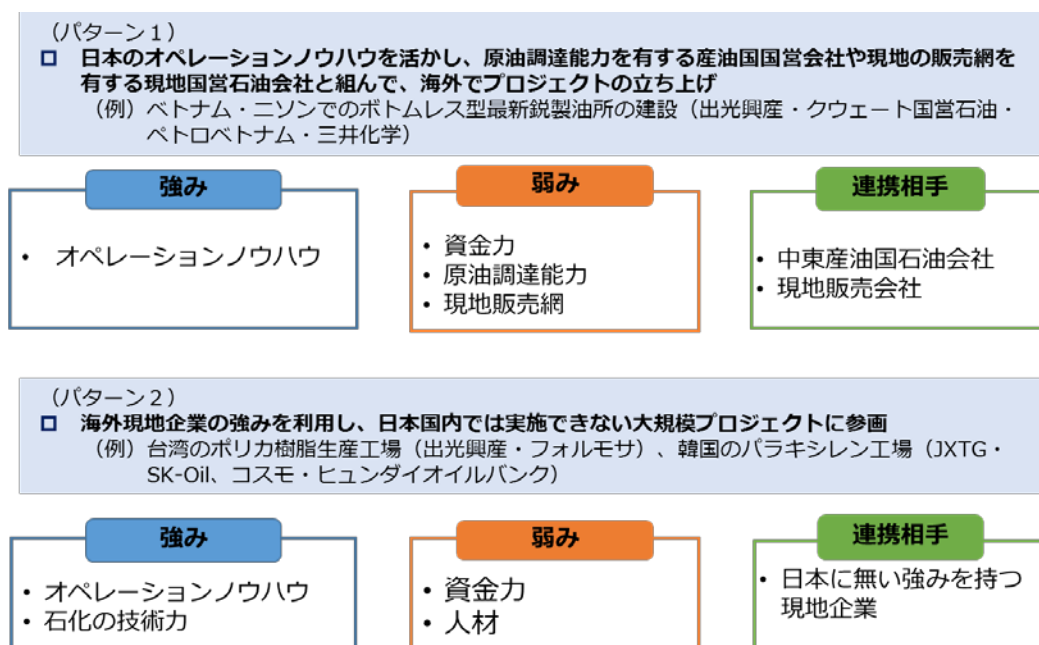 （パターン１）
日本のオペレーションノウハウを活かし、原油調達能力を有する産油国国営会社や現地の販売網を
有する現地国営石油会社と組んで、海外でプロジェクトの立ち上げ
（例）ベトナム・ニソンでのボトムレス型最新鋭製油所の建設（出光興産・クウェート国営石油・
ペトロベトナム・三井化学）
強み
• オペレーションノウハウ
弱み
• 資金力
• 原油調達能力
• 現地販売網
連携相手
• 中東産油国石油会社
• 現地販売会社
（パターン２）
海外現地企業の強みを利用し、日本国内では実施できない大規模プロジェクトに参画
（例）台湾のポリカ樹脂生産工場（出光興産・フォルモサ）、韓国のパラキシレン工場（JXTG・
SK-Oil、コスモ・ヒュンダイオイルバンク）
強み
• オペレーションノウハウ
• 石化の技術力
弱み
• 資金力
• 人材
連携相手
• 日本に無い強みを持つ
現地企業